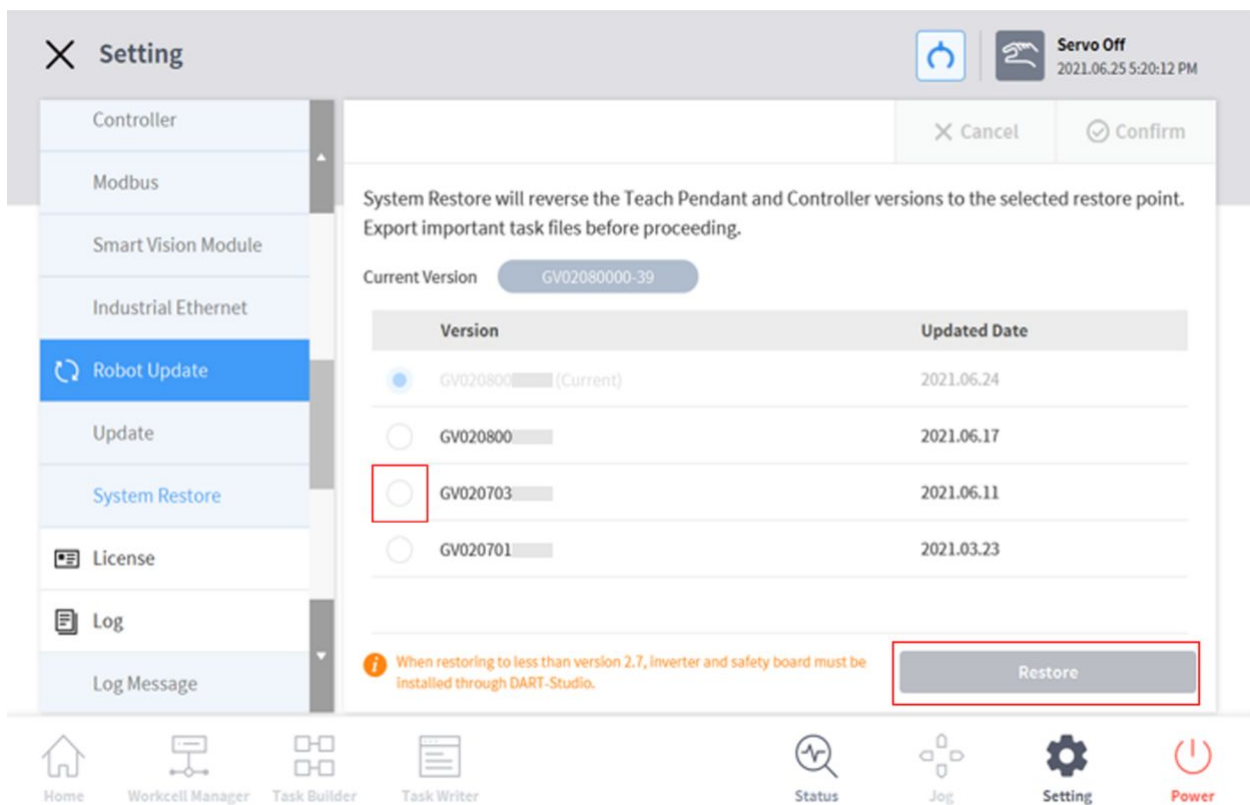 Setting
Servo Off
2021.06.25 5:20:12 PM
Controller
Modbus
Smart Vision Module
Industrial Ethernet
Robot Update
Update
System Restore
License
Log
Log Message
Cancel
Confirm
System Restore will reverse the Teach Pendant and Controller versions to the selected restore point.
Export important task files before proceeding.
Current Version GV02080000-39
Version Updated Date
GV020800 (Current) 2021.06.24
GV020800 2021.06.17
GV020703 2021.06.11
GV020701 2021.03.23
When restoring to less than version 2.7, inverter and safety board must be
installed through DART-Studio.
Restore
Home Workcell Manager Task Builder Task Writer Status Jog Setting Power